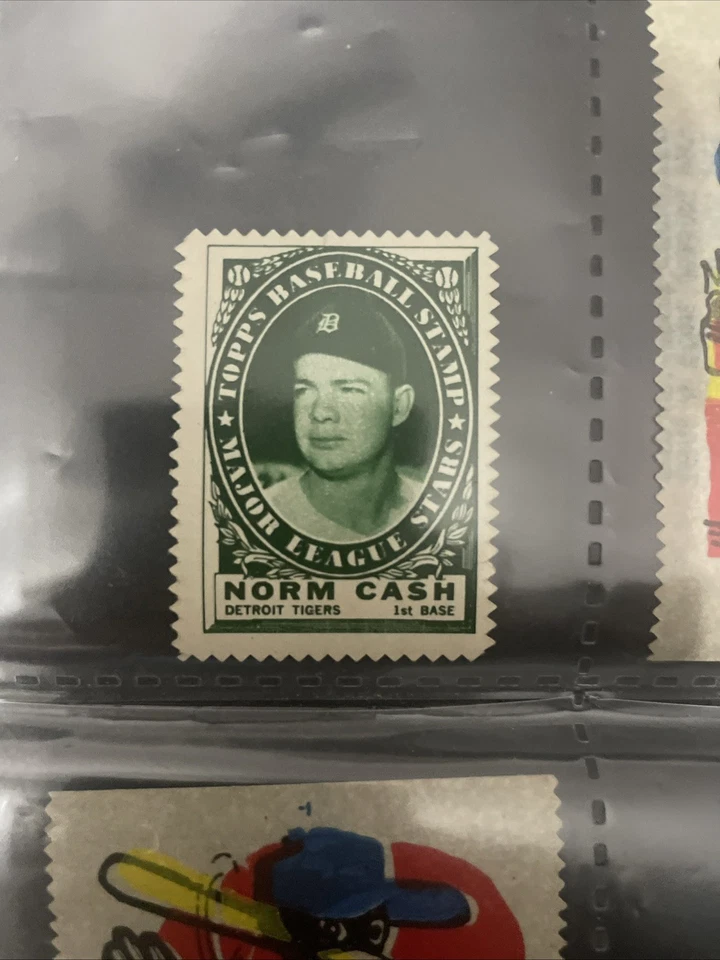 TOPPS BASEBALL STAMP
MAJOR LEAGUE STARS
NORM CASH
DETROIT TIGERS 1st BASE